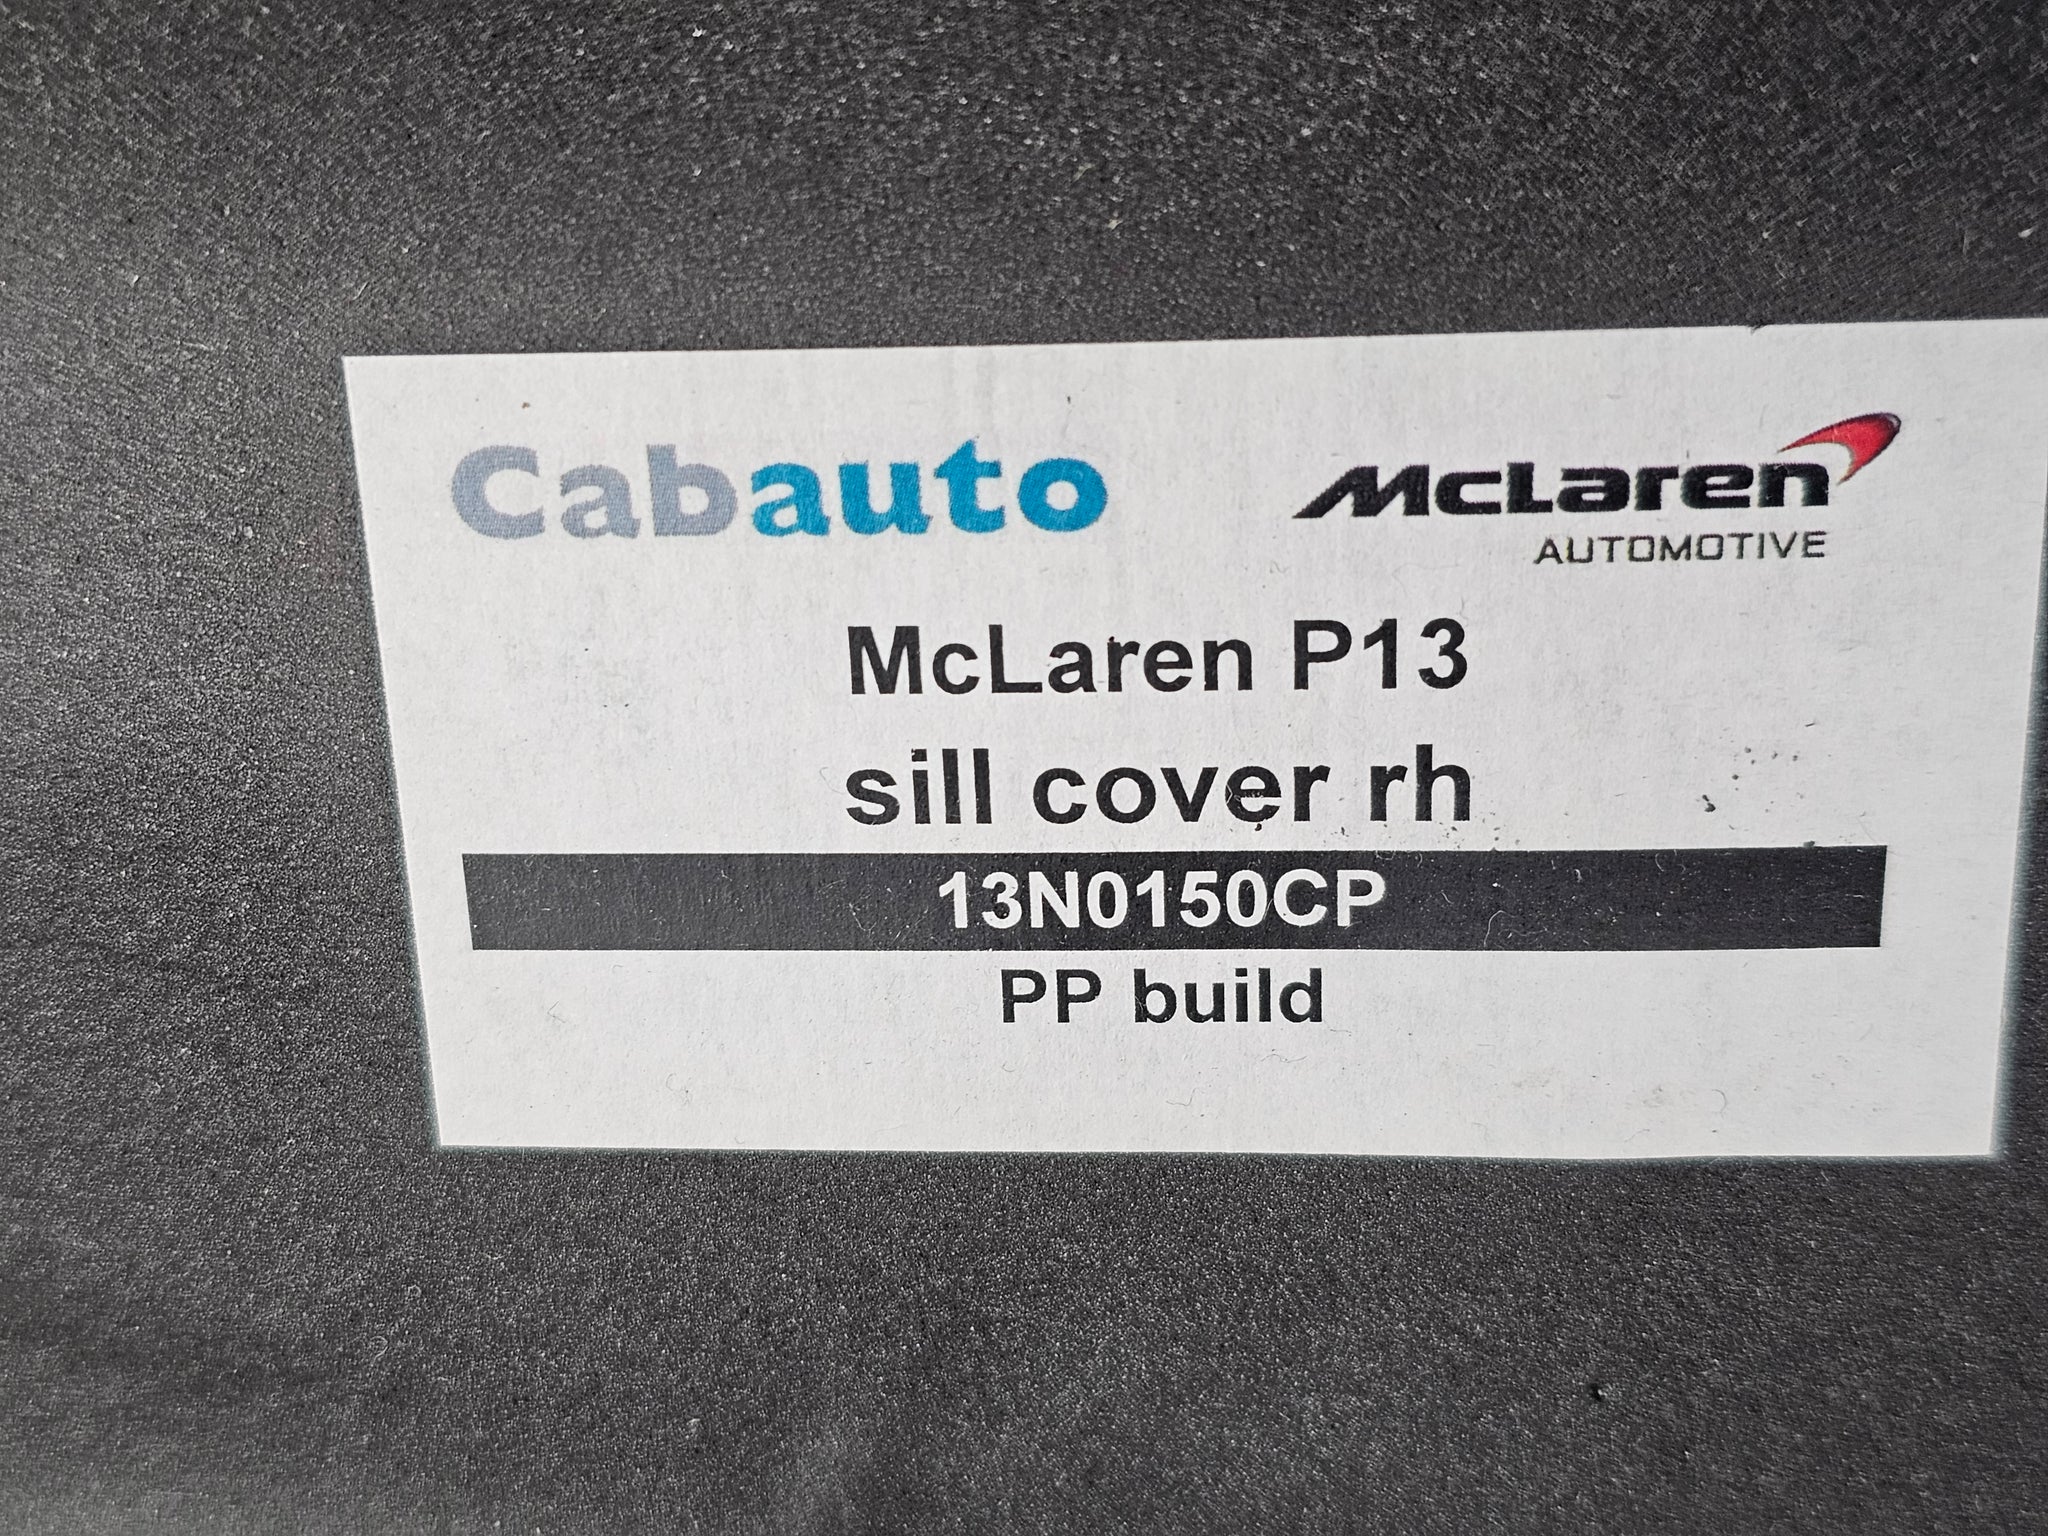 Cabauto
McLaren
AUTOMOTIVE
McLaren P13
sill cover rh
13N0150CP
PP build